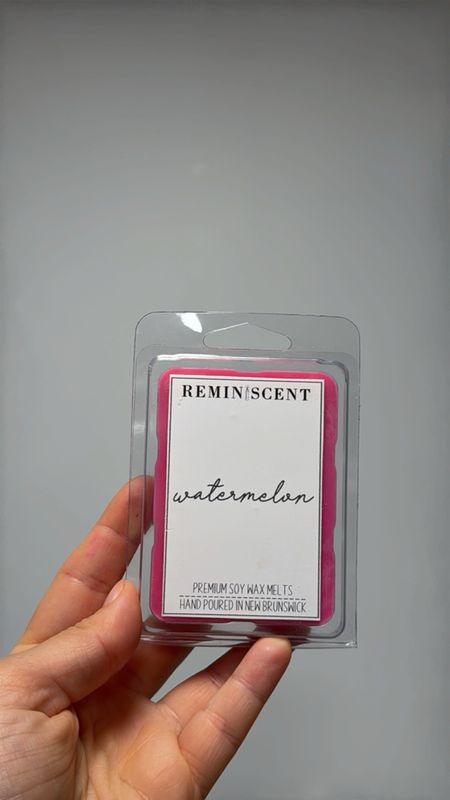 REMINISCENT
watermelon
PREMIUM SOY WAX MELTS
HAND POURED IN NEW BRUNSWICK